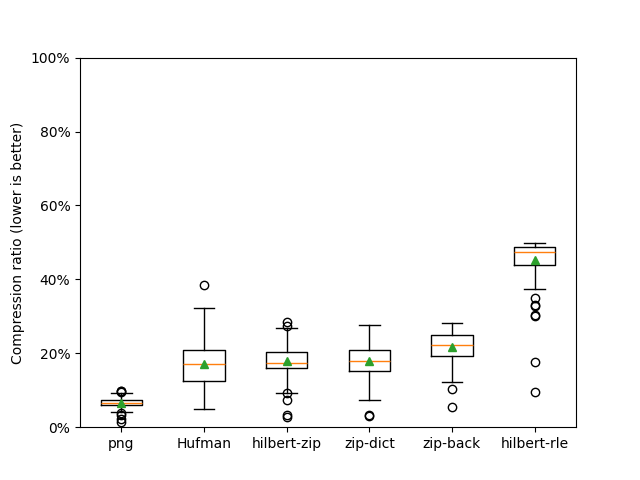 100%
80%
60%
40%
20%
0%
Compression ratio (lower is better)
png
Hufman
hilbert-zip
zip-dict
zip-back
hilbert-rle